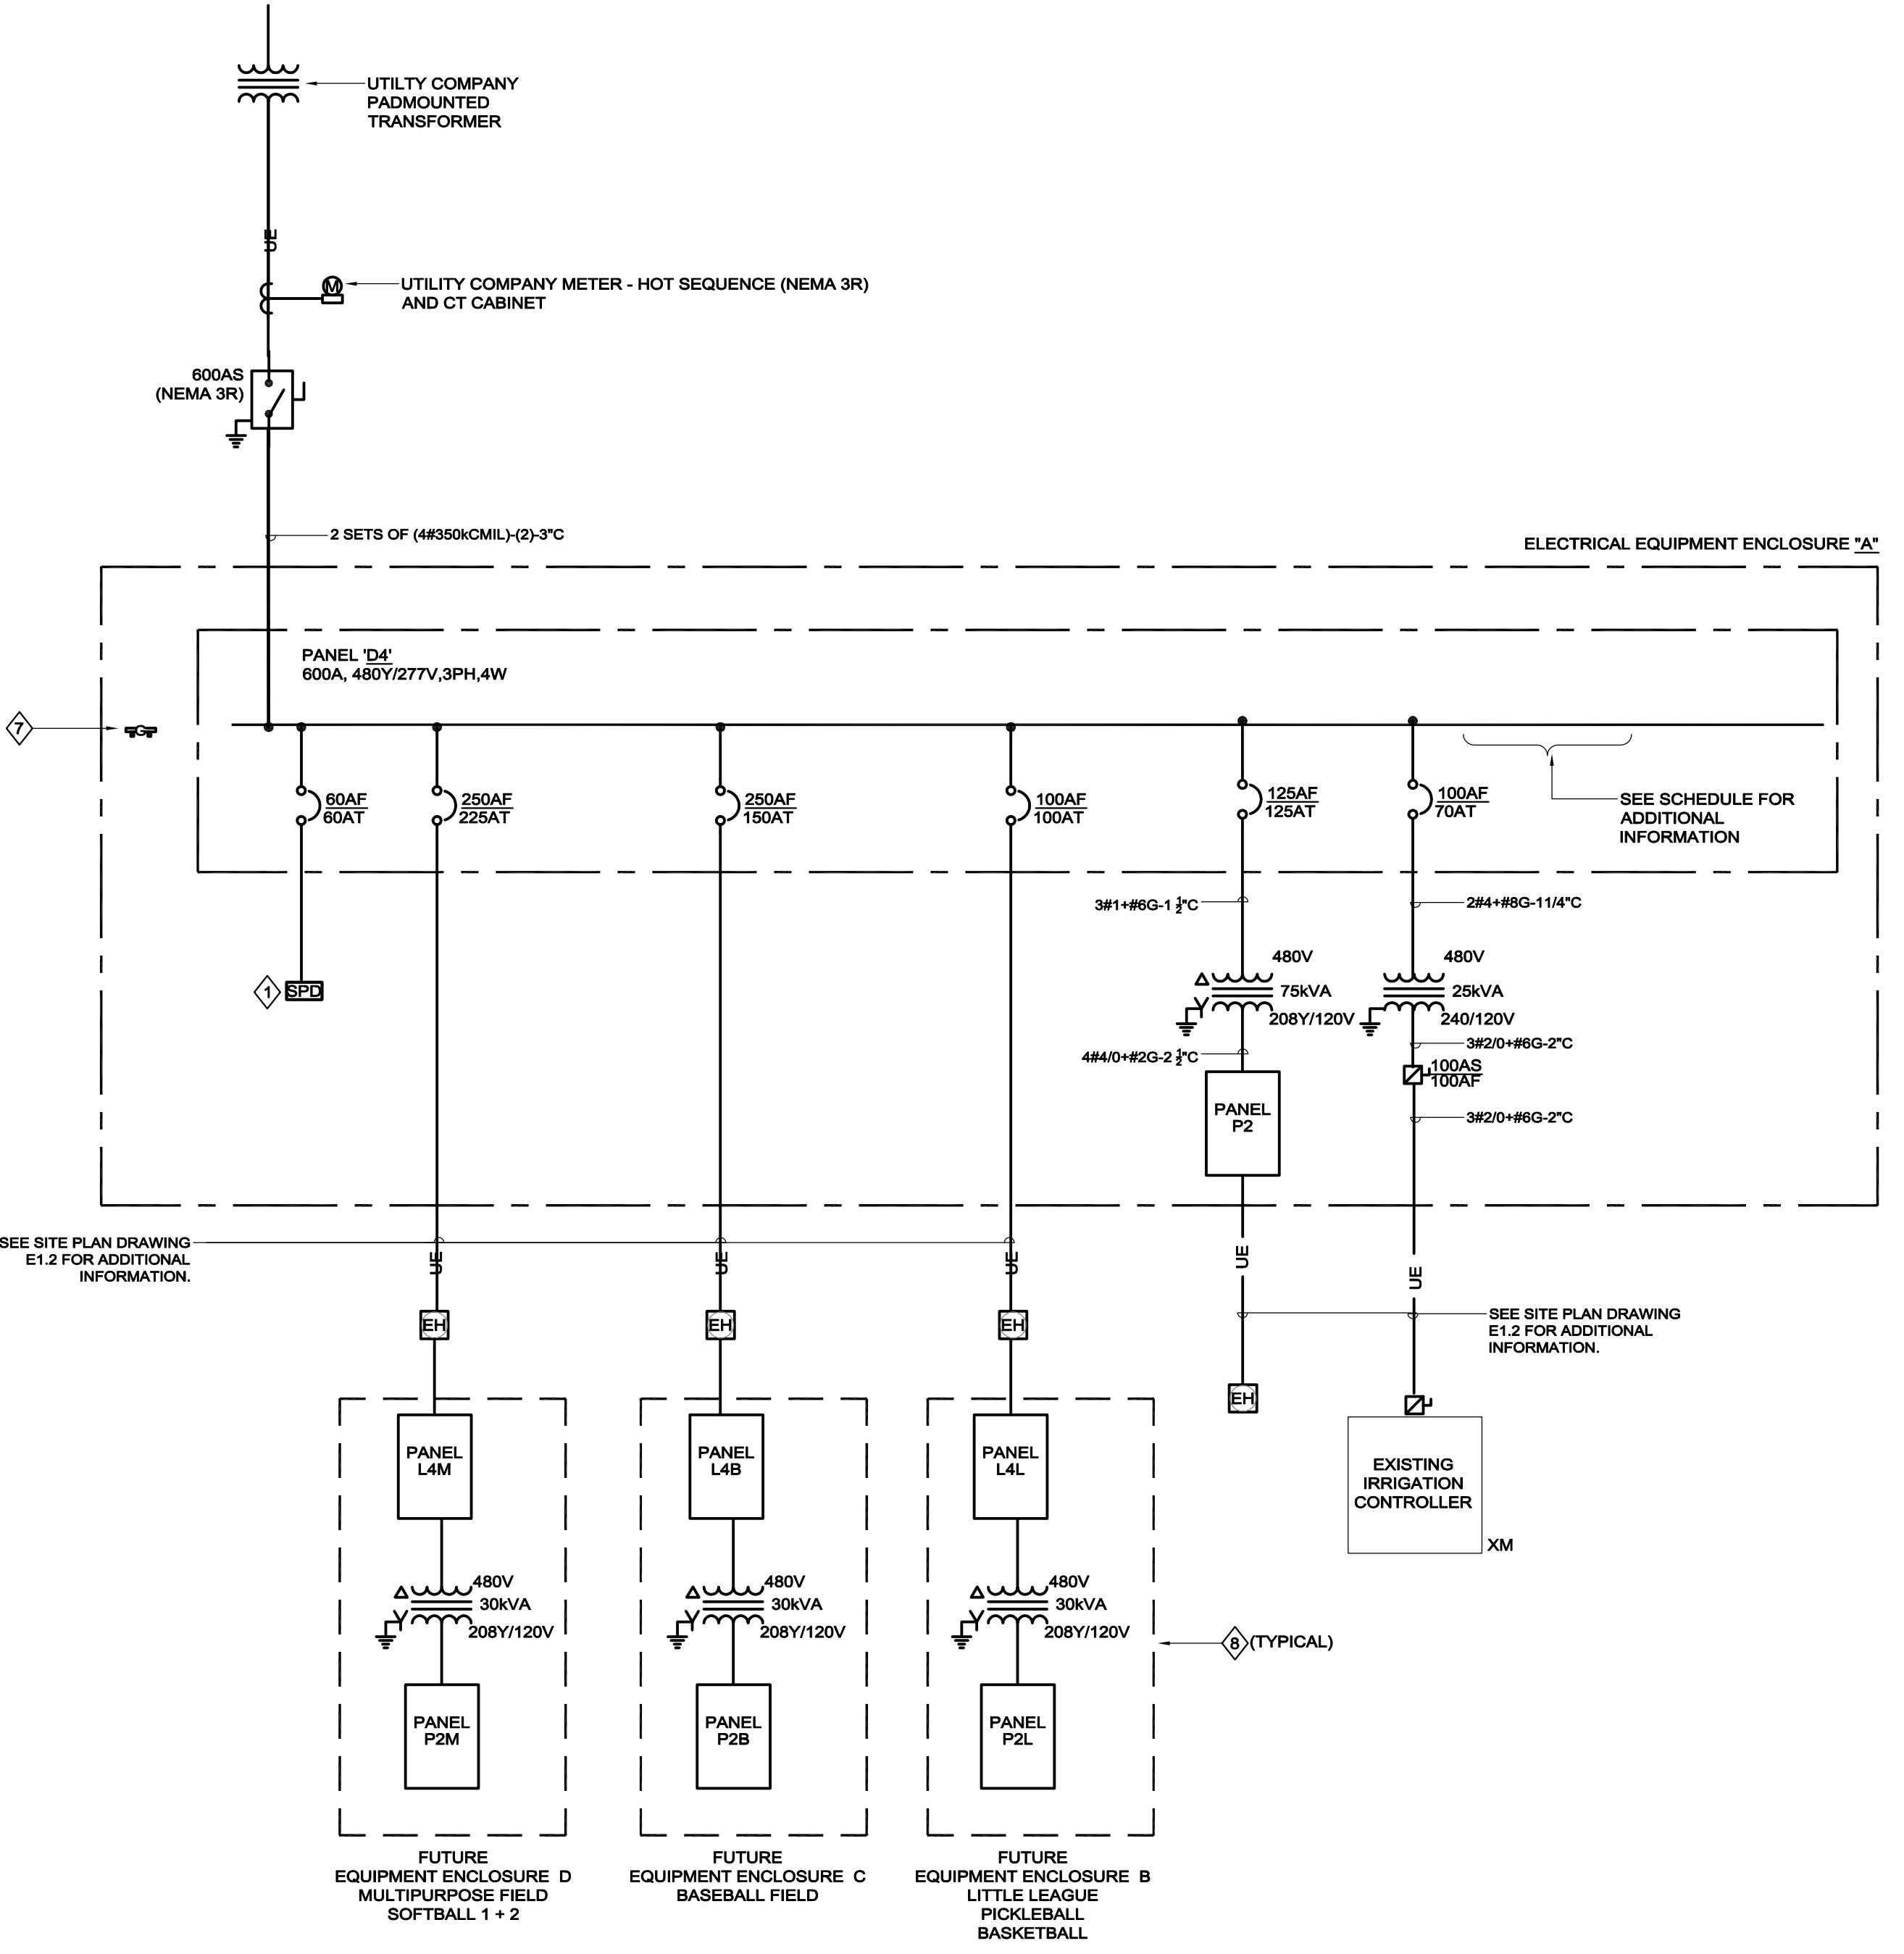 UTILTY COMPANY
PADMOUNTED
TRANSFORMER
UE
M
UTILITY COMPANY METER - HOT SEQUENCE (NEMA 3R)
AND CT CABINET
600AS
(NEMA 3R)
2 SETS OF (4#350kCMIL)-(2)-3"C
ELECTRICAL EQUIPMENT ENCLOSURE "A"
PANEL 'D4'
600A, 480Y/277V,3PH,4W
7
G
60AF
60AT
250AF
225AT
250AF
150AT
100AF
100AT
125AF
125AT
100AF
70AT
SEE SCHEDULE FOR
ADDITIONAL
INFORMATION
3#1+#6G-1 1/2"C
2#4+#8G-11/4"C
1
SPD
480V
75kVA
208Y/120V
480V
25kVA
240/120V
4#4/0+#2G-2 1/2"C
3#2/0+#6G-2"C
100AS
100AF
PANEL
P2
3#2/0+#6G-2"C
SEE SITE PLAN DRAWING
E1.2 FOR ADDITIONAL
INFORMATION.
UE
UE
UE
UE
UE
SEE SITE PLAN DRAWING
E1.2 FOR ADDITIONAL
INFORMATION.
EH
EH
EH
EH
PANEL
L4M
PANEL
L4B
PANEL
L4L
EXISTING
IRRIGATION
CONTROLLER
XM
480V
30kVA
208Y/120V
480V
30kVA
208Y/120V
480V
30kVA
208Y/120V
8 (TYPICAL)
PANEL
P2M
PANEL
P2B
PANEL
P2L
FUTURE
EQUIPMENT ENCLOSURE D
MULTIPURPOSE FIELD
SOFTBALL 1 + 2
FUTURE
EQUIPMENT ENCLOSURE C
BASEBALL FIELD
FUTURE
EQUIPMENT ENCLOSURE B
LITTLE LEAGUE
PICKLEBALL
BASKETBALL